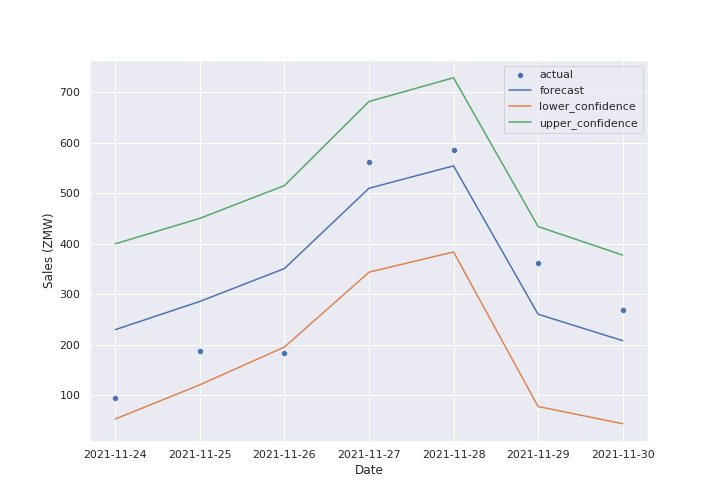 actual
forecast
lower_confidence
upper_confidence
700
600
500
400
300
200
100
Sales (ZMW)
2021-11-24 2021-11-25 2021-11-26 2021-11-27 2021-11-28 2021-11-29 2021-11-30
Date